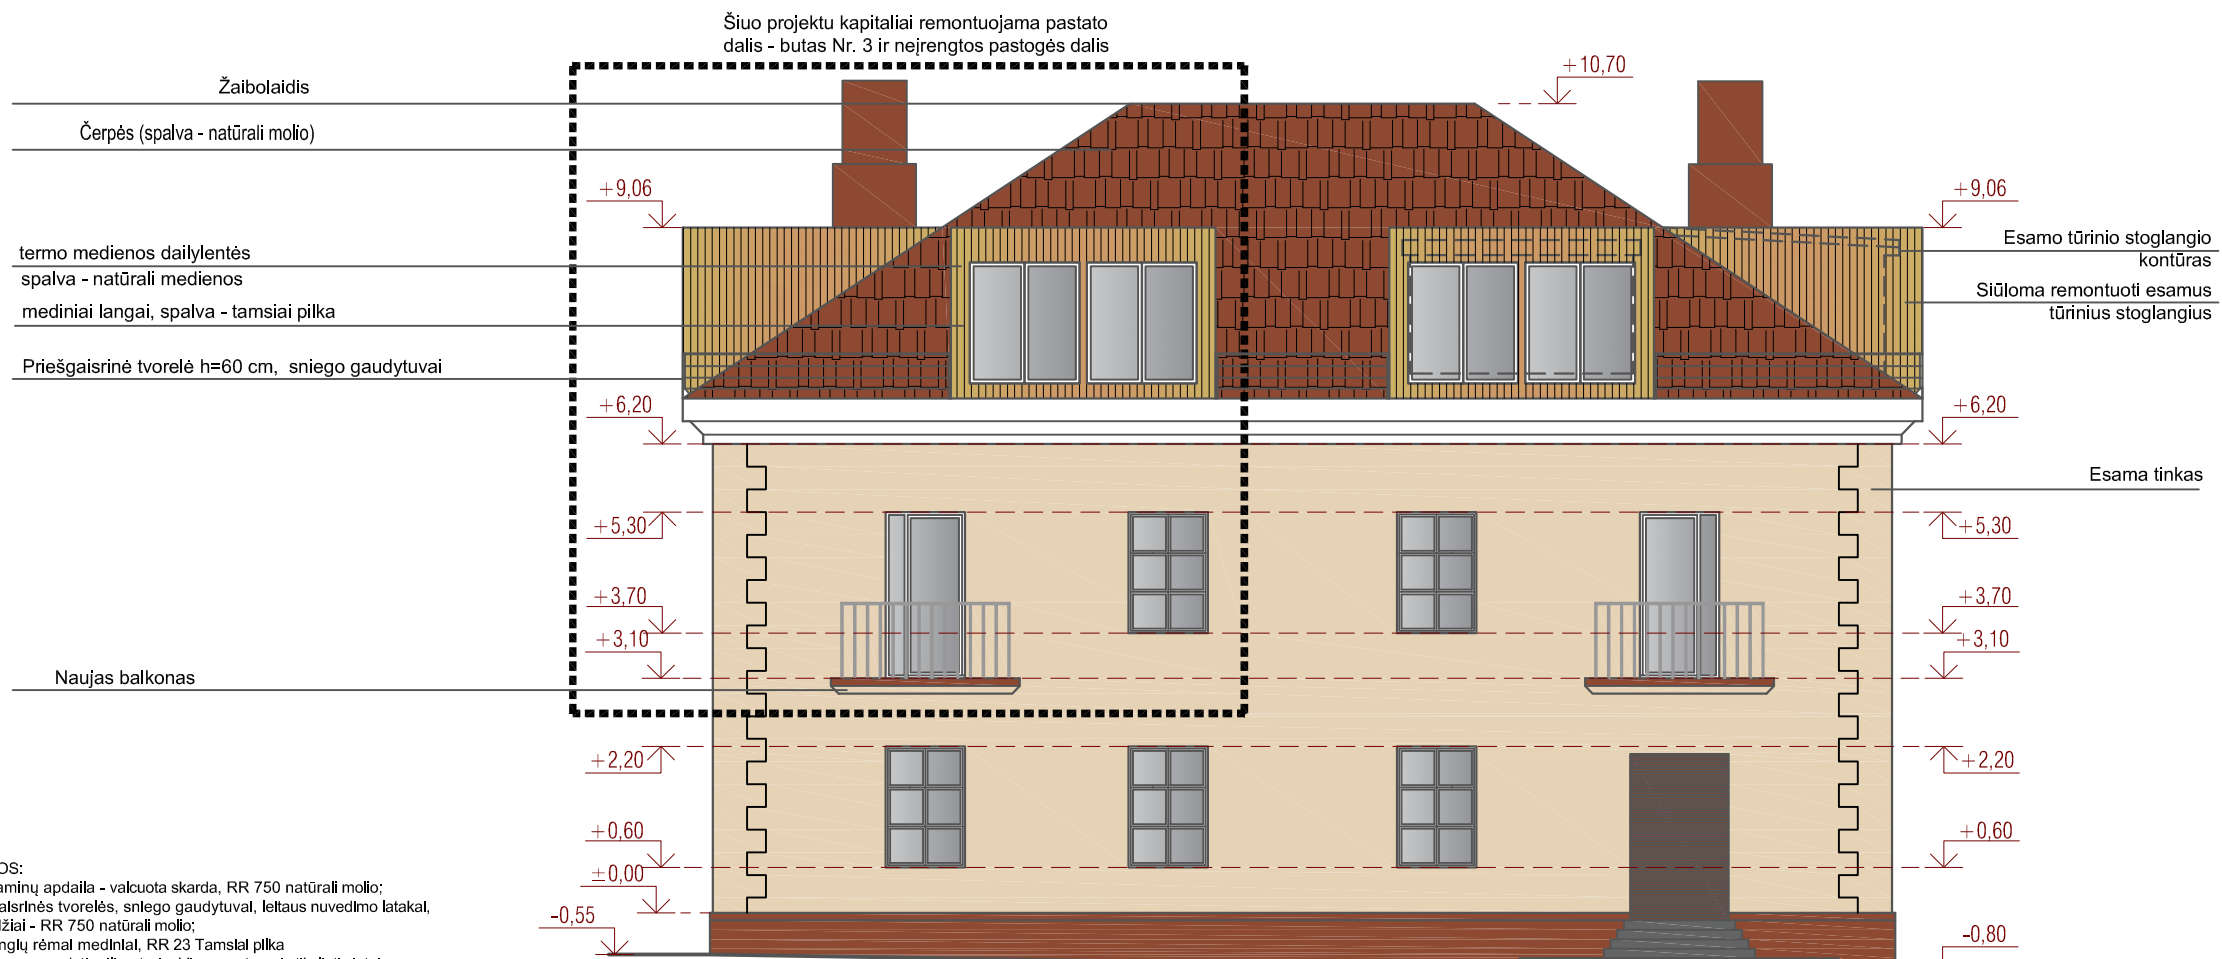 Šiuo projektu kapitaliai remontuojama pastato
dalis - butas Nr. 3 ir neįrengtos pastogės dalis
Žaibolaidis
Čerpės (spalva - natūrali molio)
termo medienos dailylentės
spalva - natūrali medienos
mediniai langai, spalva - tamsiai pilka
Priešgaisrinė tvorelė h=60 cm, sniego gaudytuvai
Naujas balkonas
+10,70
+9,06
+9,06
Esamo tūrinio stoglangio
kontūras
Siūloma remontuoti esamus
tūrinius stoglangius
+6,20
+6,20
Esama tinkas
+5,30
+5,30
+3,70
+3,70
+3,10
+3,10
+2,20
+2,20
+0,60
+0,60
±0,00
-0,55
-0,80
OS:
aminų apdaila - valcuota skarda, RR 750 natūrali molio;
aisrinės tvorelės, sniego gaudytuvai, leitaus nuvedimo latakai,
džiai - RR 750 natūrali molio;
nglų rėmai mediniai, RR 23 Tamsiai pilka